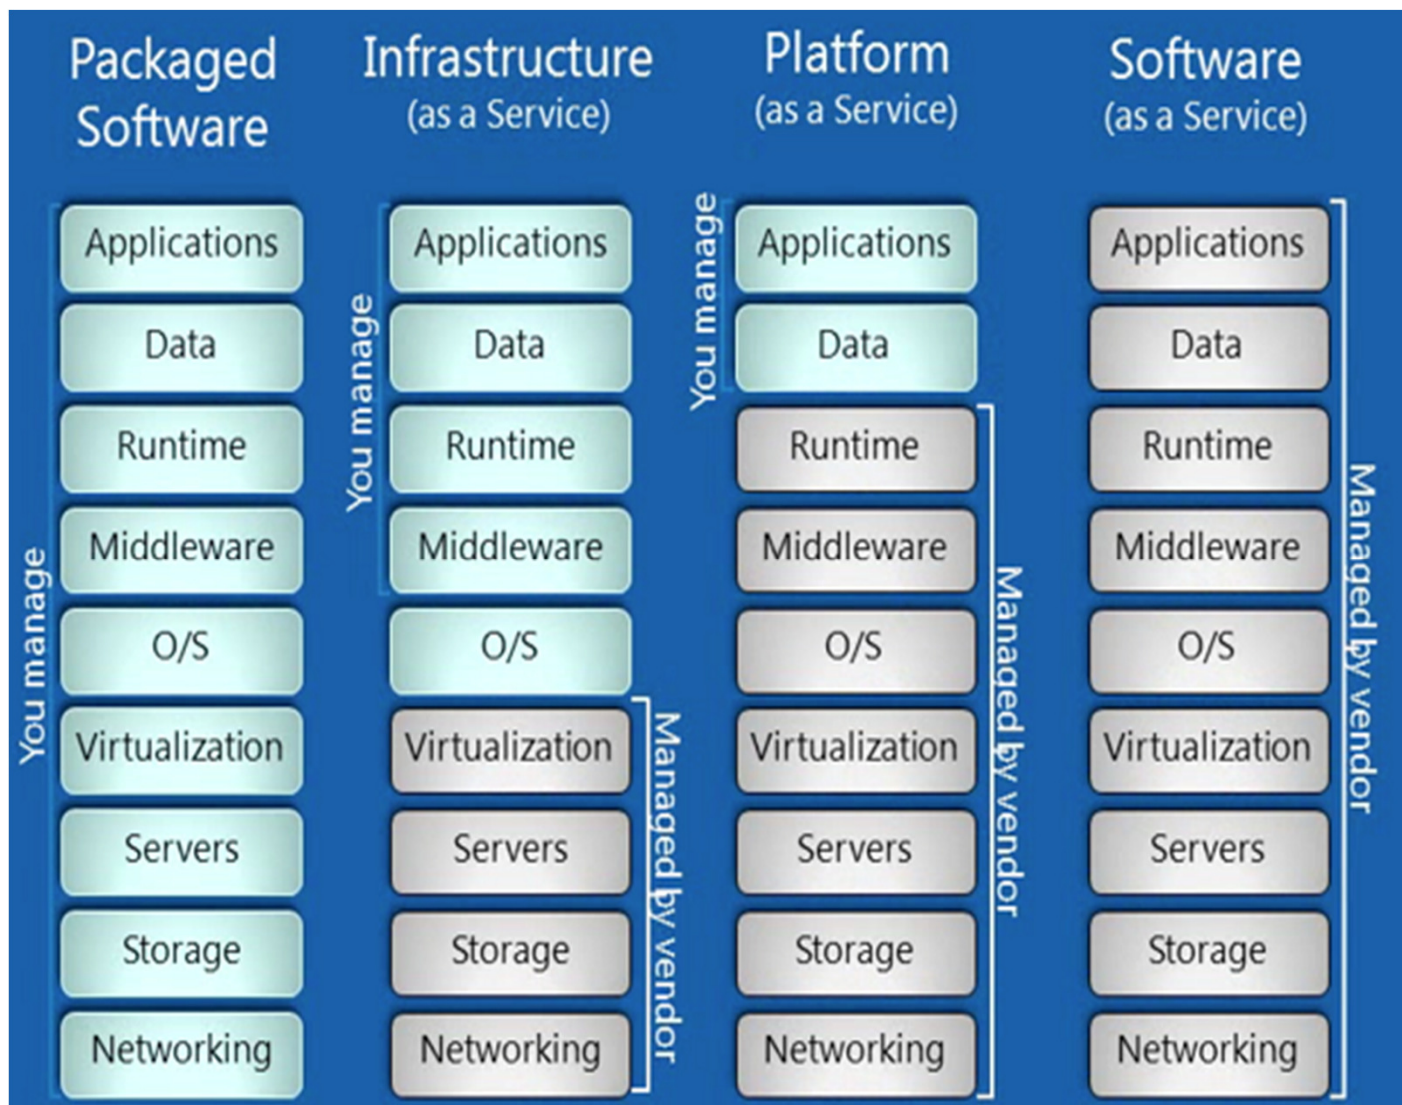 Packaged
Software
You manage
Applications
Data
Runtime
Middleware
O/S
Virtualization
Servers
Storage
Networking
Infrastructure
(as a Service)
You manage
Applications
Data
Runtime
Middleware
O/S
Virtualization
Servers
Storage
Networking
Managed by vendor
Platform
(as a Service)
You manage
Applications
Data
Runtime
Middleware
O/S
Virtualization
Servers
Storage
Networking
Managed by vendor
Software
(as a Service)
Applications
Data
Runtime
Middleware
O/S
Virtualization
Servers
Storage
Networking
Managed by vendor